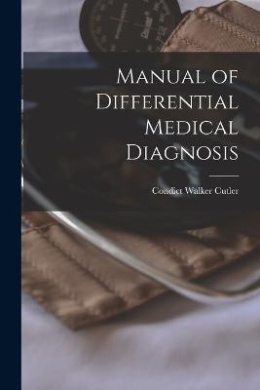 MANUAL OF
DIFFERENTIAL
MEDICAL
DIAGNOSIS
Condict Walker Cutler